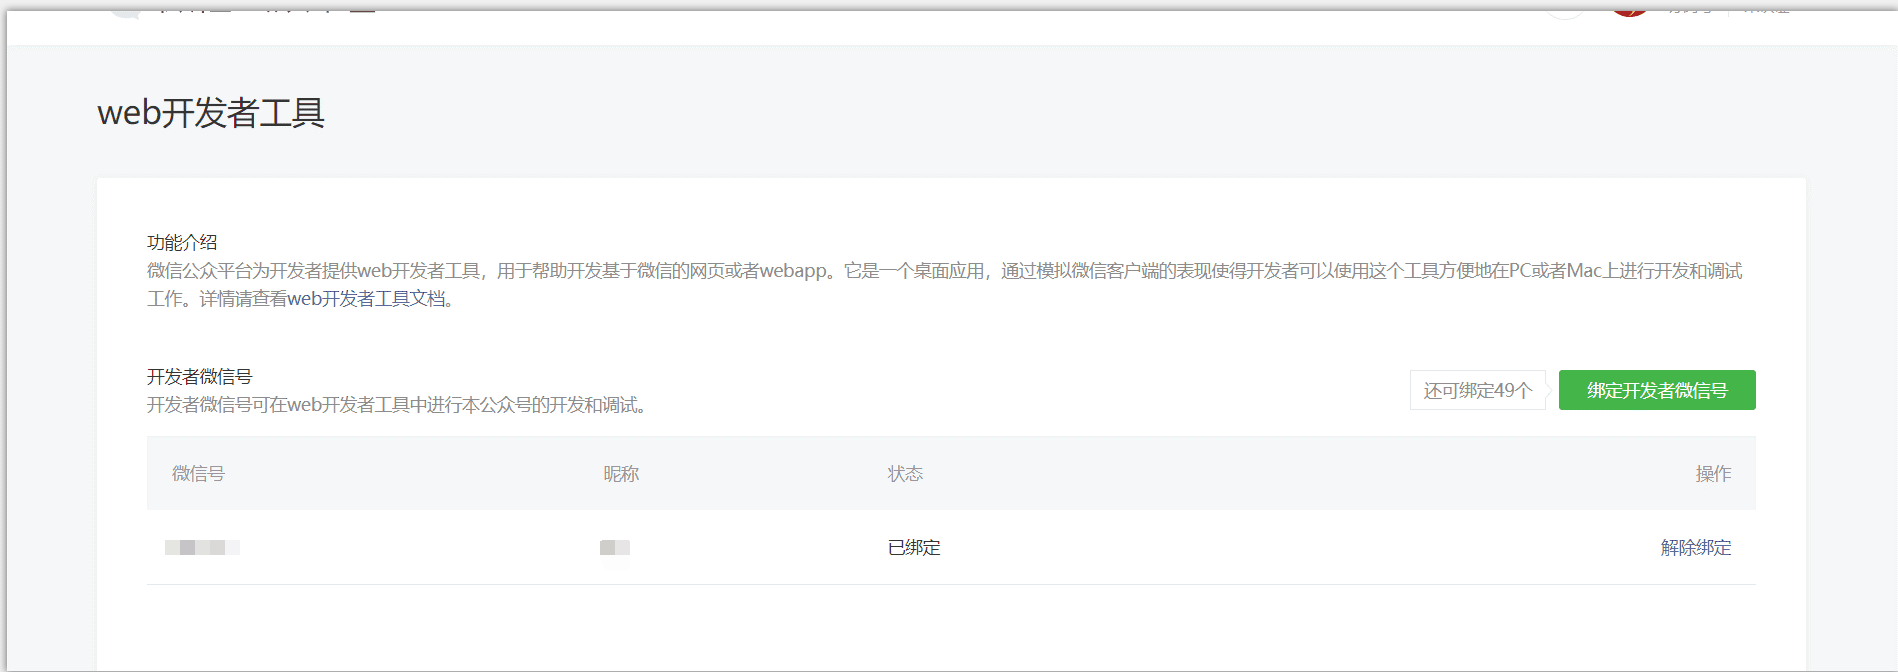 web开发者工具
功能介绍
微信公众平台为开发者提供web开发者工具，用于帮助开发基于微信的网页或者webapp。它是一个桌面应用，通过模拟微信客户端的表现使得开发者可以使用这个工具方便地在PC或者Mac上进行开发和调试
工作。详情请查看web开发者工具文档。
开发者微信号
开发者微信号可在web开发者工具中进行本公众号的开发和调试。
还可绑定49个 绑定开发者微信号
微信号 昵称 状态 操作
已绑定 解除绑定